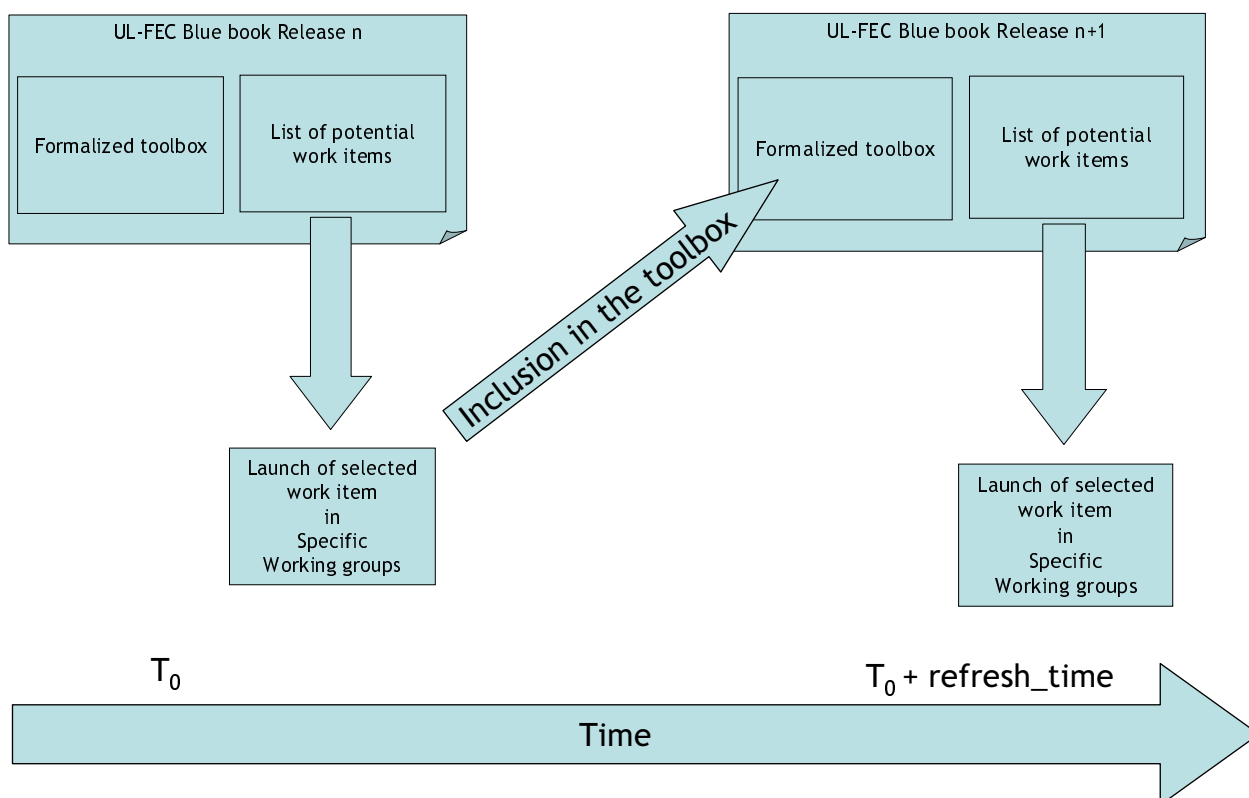 UL-FEC Blue book Release n
Formalized toolbox
List of potential
work items
Launch of selected
work item
in
Specific
Working groups
Inclusion in the toolbox
UL-FEC Blue book Release n+1
Formalized toolbox
List of potential
work items
Launch of selected
work item
in
Specific
Working groups
T0
T0 + refresh_time
Time